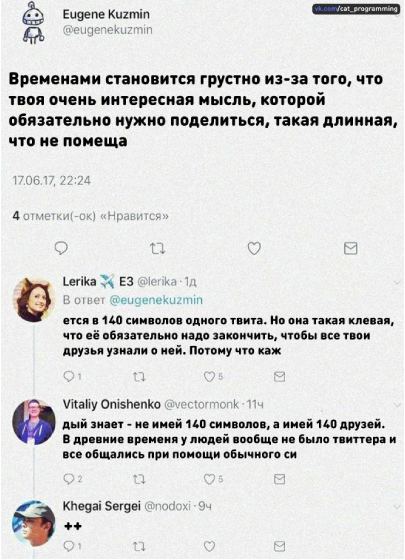 vk.com/cat_programming
Eugene Kuzmin
@eugenekuzmin
Временами становится грустно из-за того, что
твоя очень интересная мысль, которой
обязательно нужно поделиться, такая длинная,
что не помеща
17.06.17, 22:24
4 отметки(-ок) «Нравится»
Lerika ✈ E3 @lerika · 1д
В ответ @eugenekuzmin
ется в 140 символов одного твита. Но она такая клевая,
что её обязательно надо закончить, чтобы все твои
друзья узнали о ней. Потому что каж
1 5
Vitaliy Onishenko @vectormonk · 11ч
дый знает - не имей 140 символов, а имей 140 друзей.
В древние временя у людей вообще не было твиттера и
все общались при помощи обычного си
2 5
Khegai Sergei @nodoxi · 9ч
++
1